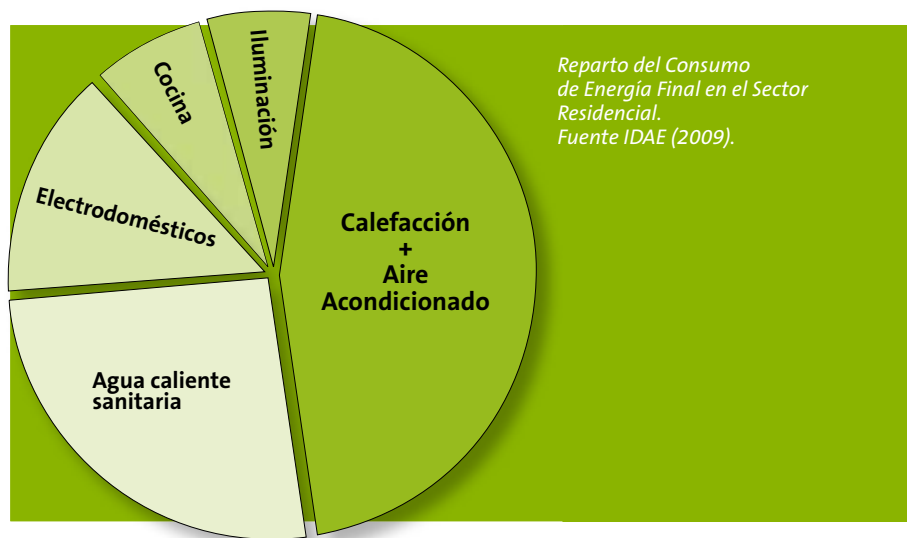 Iluminación
Cocina
Electrodomésticos
Calefacción
+
Aire
Acondicionado
Agua caliente
sanitaria
Reparto del Consumo
de Energía Final en el Sector
Residencial.
Fuente IDAE (2009).